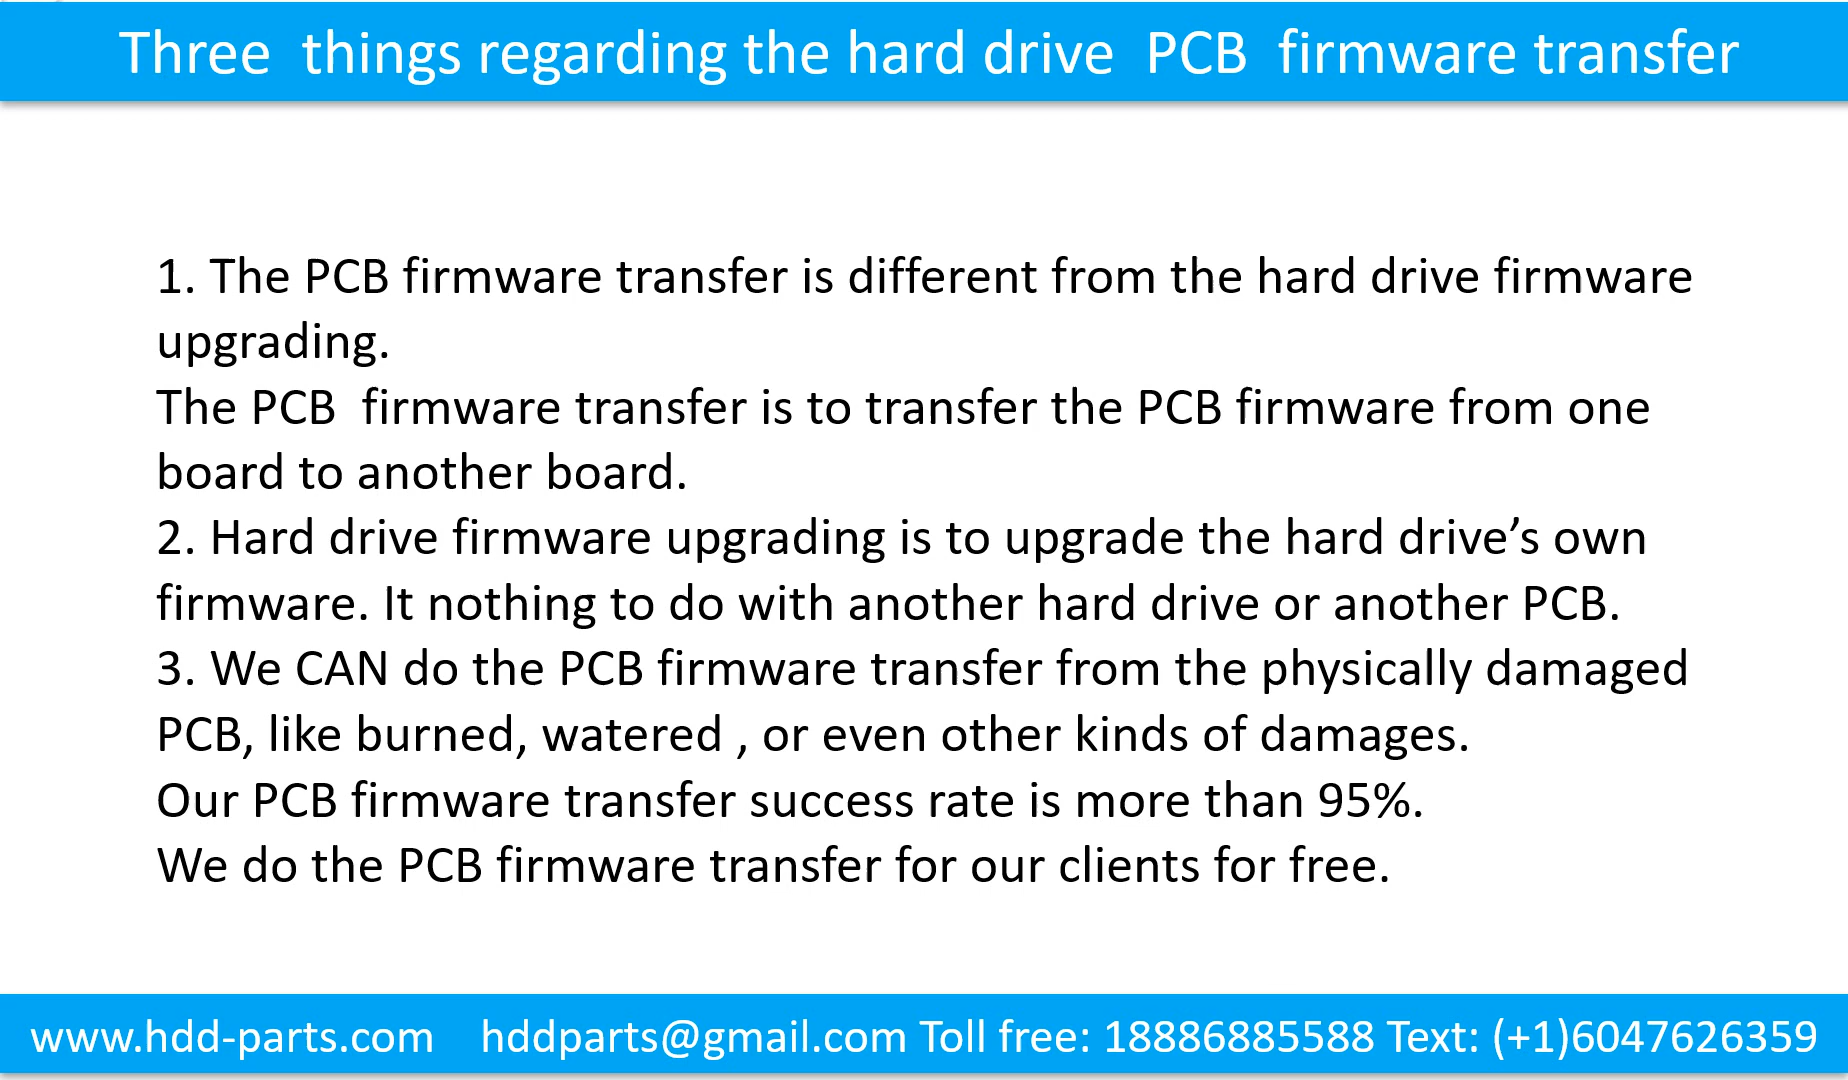 Three  things regarding the hard drive  PCB  firmware transfer
1. The PCB firmware transfer is different from the hard drive firmware
upgrading.
The PCB  firmware transfer is to transfer the PCB firmware from one
board to another board.
2. Hard drive firmware upgrading is to upgrade the hard drive’s own
firmware. It nothing to do with another hard drive or another PCB.
3. We CAN do the PCB firmware transfer from the physically damaged
PCB, like burned, watered , or even other kinds of damages.
Our PCB firmware transfer success rate is more than 95%.
We do the PCB firmware transfer for our clients for free.
www.hdd-parts.com    hddparts@gmail.com Toll free: 18886885588 Text: (+1)6047626359